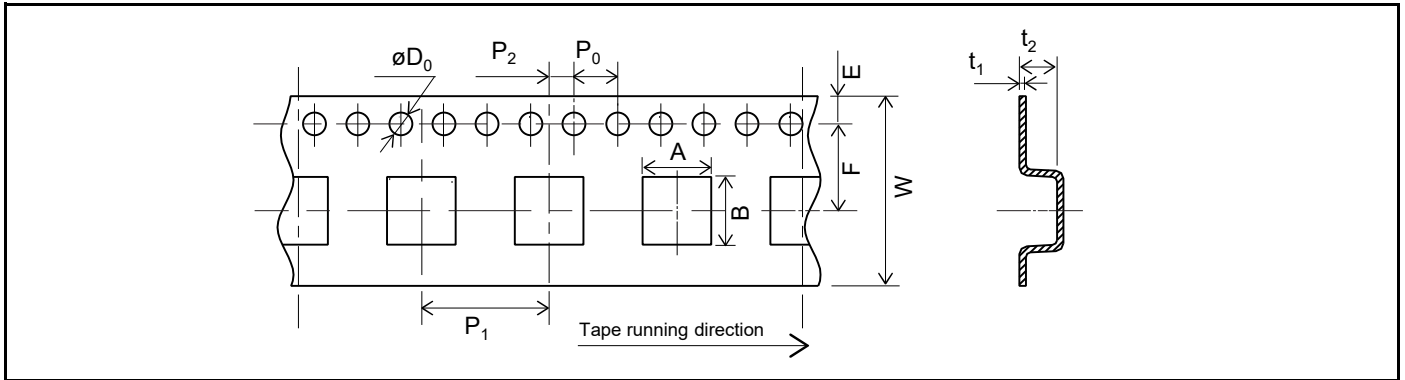 t₂
P₂
P₀
E
øD₀
t₁
A
F
W
B
P₁
Tape running direction